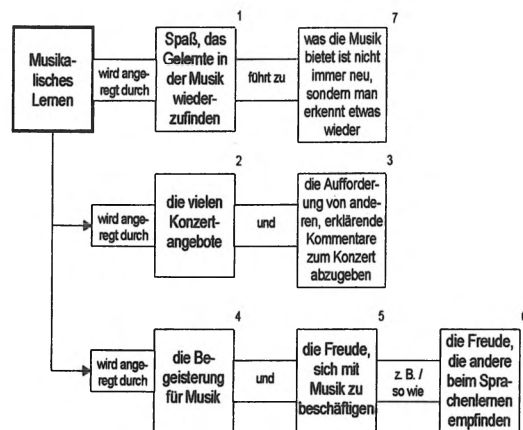 1
7
Musika-
lisches
Lernen
wird ange-
regt durch
Spaß, das
Gelernte in
der Musik
wieder-
zufinden
führt zu
was die Musik
bietet ist nicht
immer neu,
sondern man
erkennt etwas
wieder
2
3
wird ange-
regt durch
die vielen
Konzert-
angebote
und
die Aufforder-
ung von ande-
ren, erklärende
Kommentare
zum Konzert
abzugeben
4
5
6
wird ange-
regt durch
die Be-
geisterung
für Musik
und
die Freude,
sich mit
Musik zu
beschäftigen
z. B. /
so wie
die Freude,
die andere
beim Spra-
chenlernen
empfinden